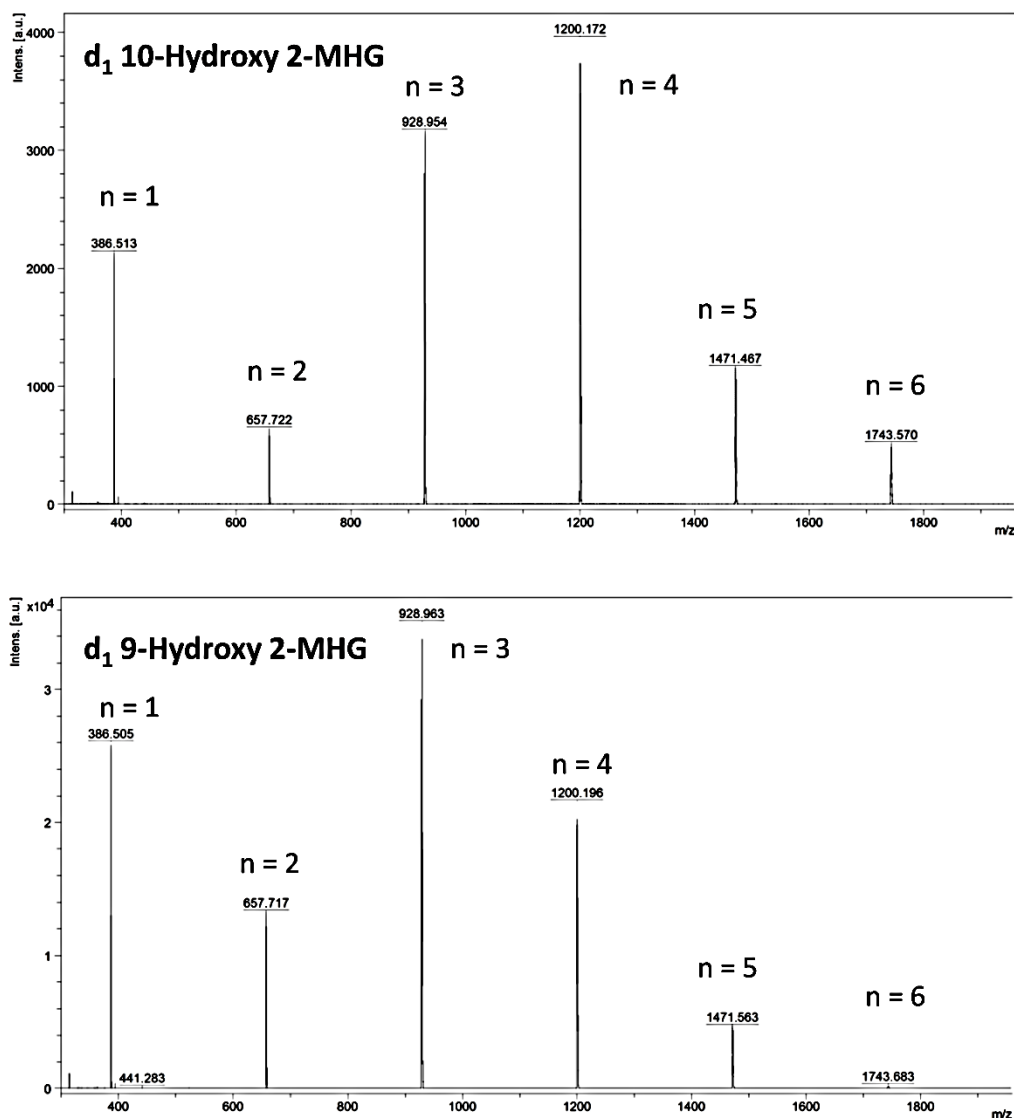 Intens. [a.u.]
4000
3000
2000
1000
0
d₁ 10-Hydroxy 2-MHG
n = 1
386.513
n = 2
657.722
n = 3
928.954
1200.172
n = 4
n = 5
1471.467
n = 6
1743.570
400 600 800 1000 1200 1400 1600 1800
m/z
Intens. [a.u.]
x10⁴
3
2
1
0
d₁ 9-Hydroxy 2-MHG
n = 1
386.505
441.283
n = 2
657.717
928.963
n = 3
n = 4
1200.196
n = 5
1471.563
n = 6
1743.683
400 600 800 1000 1200 1400 1600 1800
m/z